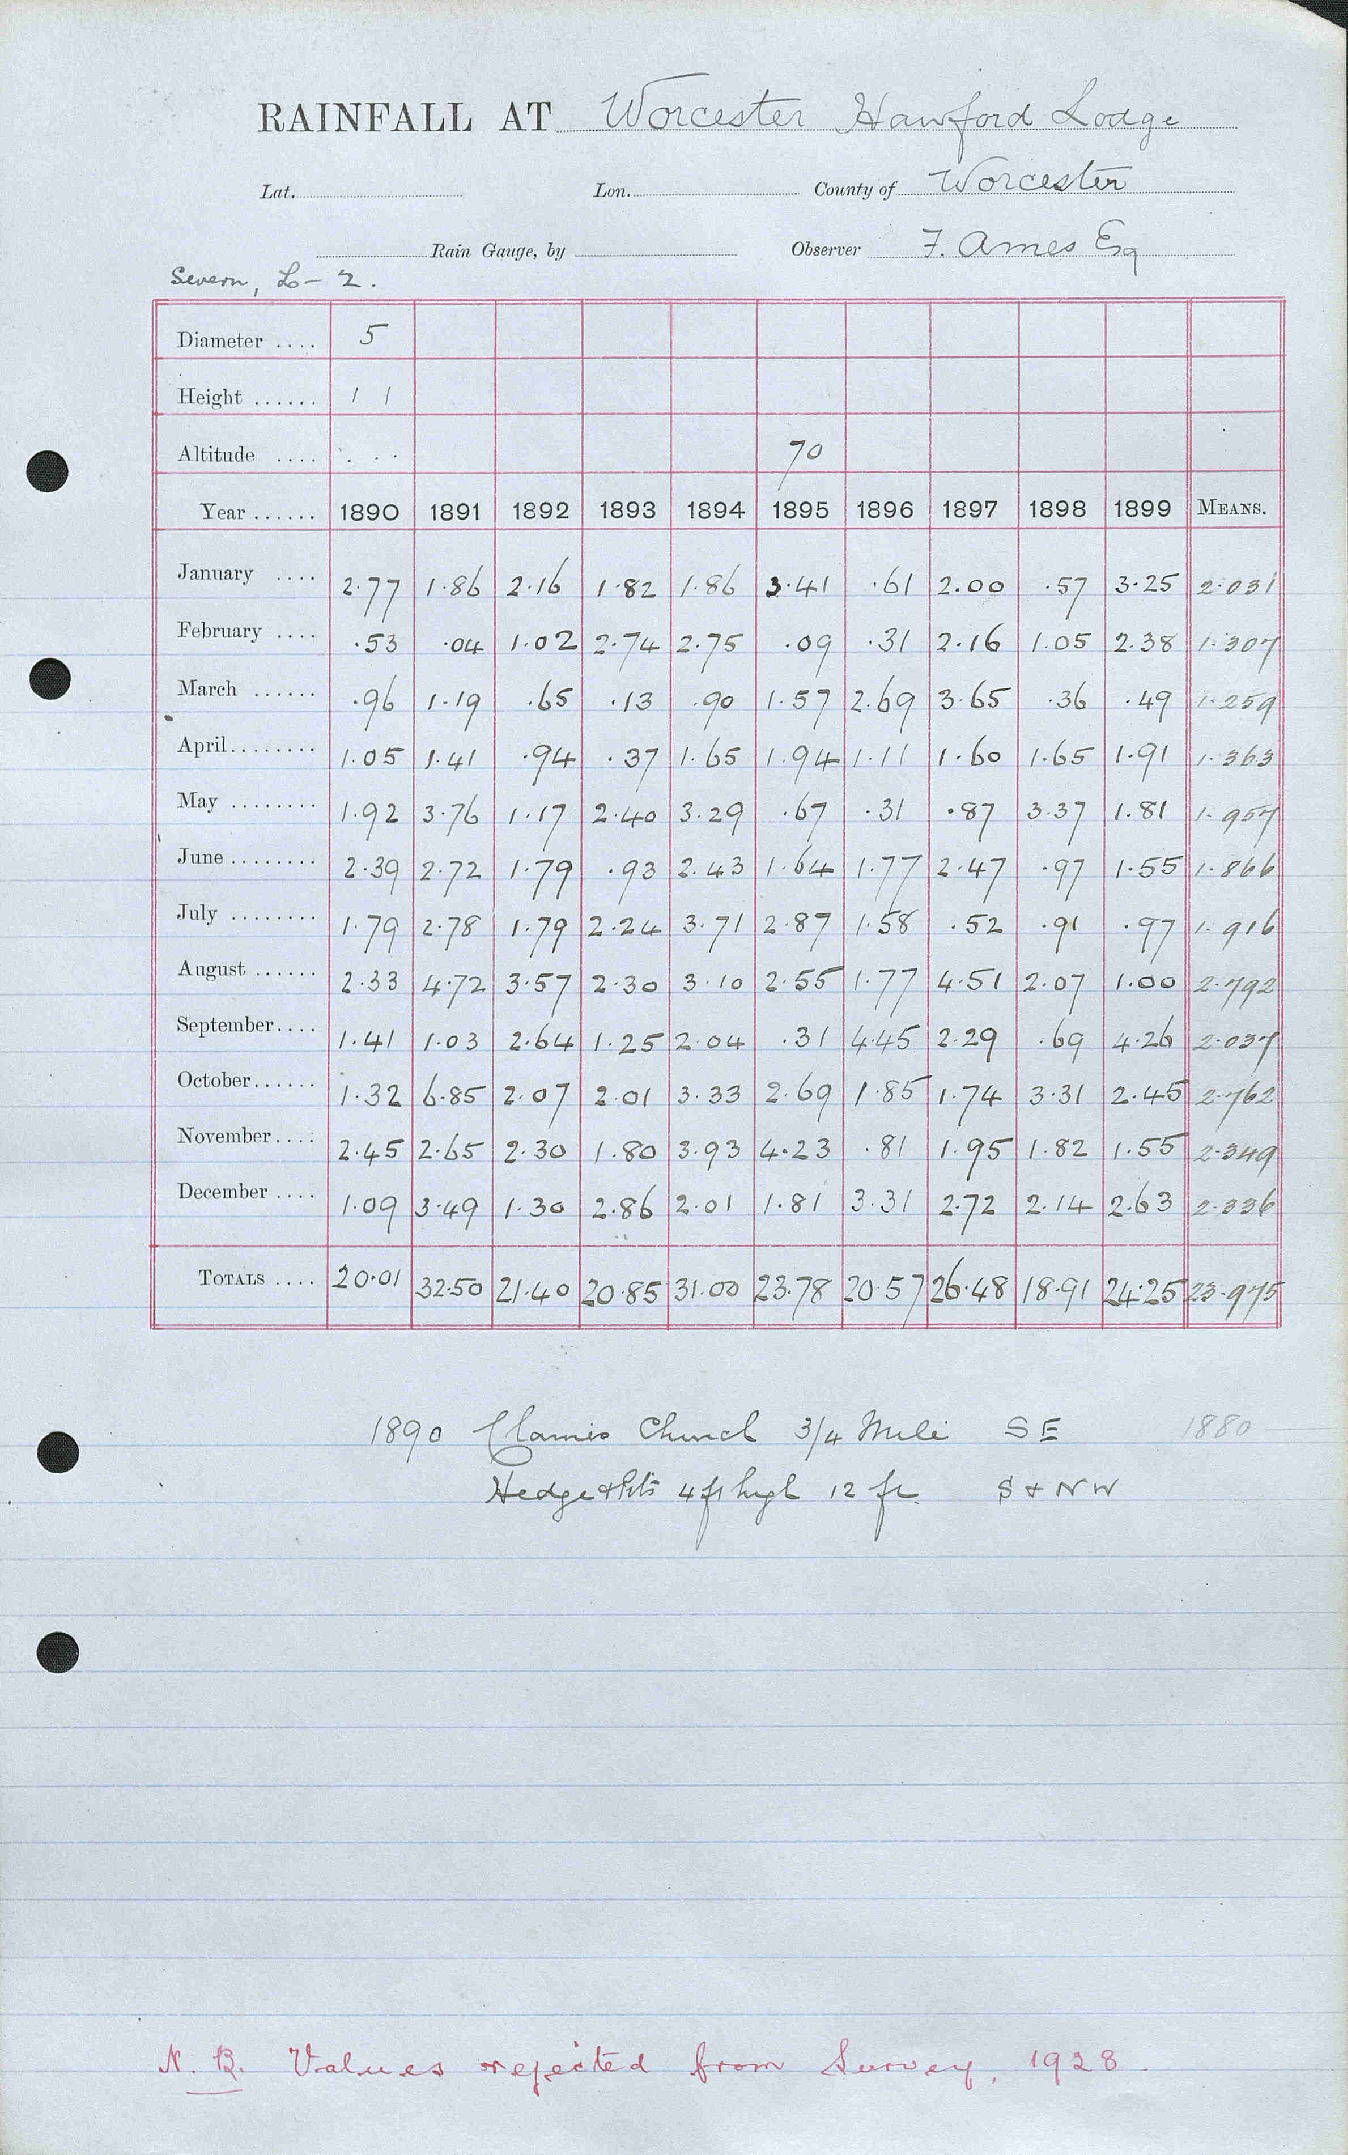 RAINFALL AT Worcester Hawford Lodge
Lat. Lon. County of Worcester
Rain Gauge, by Observer F. Ames Esq
Severn, L - 2.
Diameter .... 5
Height ...... 1 1
Altitude .... . . . 70
Year ...... 1890 1891 1892 1893 1894 1895 1896 1897 1898 1899 MEANS.
January .... 2.77 1.86 2.16 1.82 1.86 3.41 .61 2.00 .57 3.25 2.031
February .... .53 .04 1.02 2.74 2.75 .09 .31 2.16 1.05 2.38 1.307
March ...... .96 1.19 .65 .13 .90 1.57 2.69 3.65 .36 .49 1.259
April........ 1.05 1.41 .94 .37 1.65 1.94 1.11 1.60 1.65 1.91 1.363
May ........ 1.92 3.76 1.17 2.40 3.29 .67 .31 .87 3.37 1.81 1.957
June ........ 2.39 2.72 1.79 .93 2.43 1.64 1.77 2.47 .97 1.55 1.866
July ........ 1.79 2.78 1.79 2.24 3.71 2.87 1.58 .52 .91 .97 1.916
August ...... 2.33 4.72 3.57 2.30 3.10 2.55 1.77 4.51 2.07 1.00 2.792
September.... 1.41 1.03 2.64 1.25 2.04 .31 4.45 2.29 .69 4.26 2.037
October...... 1.32 6.85 2.07 2.01 3.33 2.69 1.85 1.74 3.31 2.45 2.762
November.... 2.45 2.65 2.30 1.80 3.93 4.23 .81 1.95 1.82 1.55 2.349
December .... 1.09 3.49 1.30 2.86 2.01 1.81 3.31 2.72 2.14 2.63 2.336
TOTALS .... 20.01 32.50 21.40 20.85 31.00 23.78 20.57 26.48 18.91 24.25 23.975
1890 Claines Church 3/4 Mile SE 1880
Hedge 4 ft high 12 ft S + NW
N.B. Values rejected from Survey, 1928.